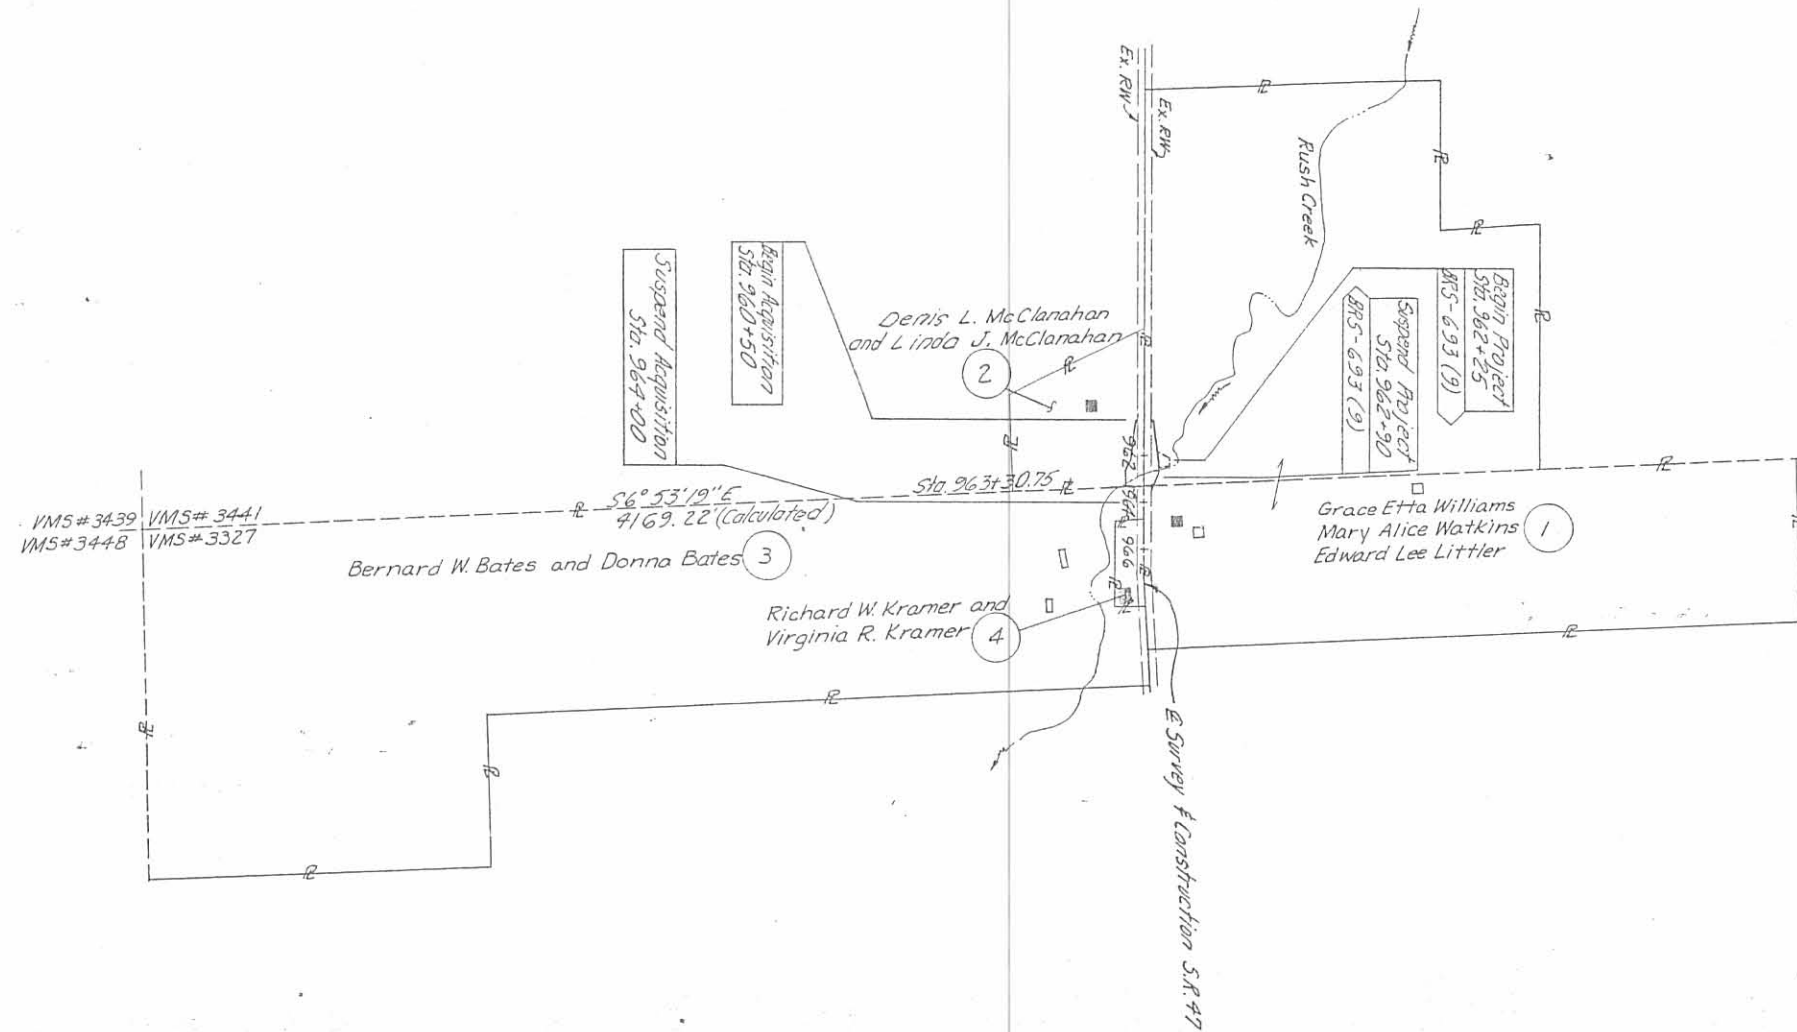 Ex. RW
Ex. RW
Rush Creek
Begin Project
Sta. 962+25
BRS-693 (9)
Suspend Project
Sta. 962+90
BRS-693 (9)
Begin Acquisition
Sta. 960+50
Suspend Acquisition
Sta. 964+00
Denis L. McClanahan
and Linda J. McClanahan
2
962
964
966
Sta. 963+30.75
S6° 53' 19" E
4169.22' (Calculated)
VMS# 3439 VMS# 3441
VMS# 3448 VMS# 3327
Bernard W. Bates and Donna Bates 3
Grace Etta Williams
Mary Alice Watkins
Edward Lee Littler
1
Richard W. Kramer and
Virginia R. Kramer 4
℄ Survey & Construction S.R. 47